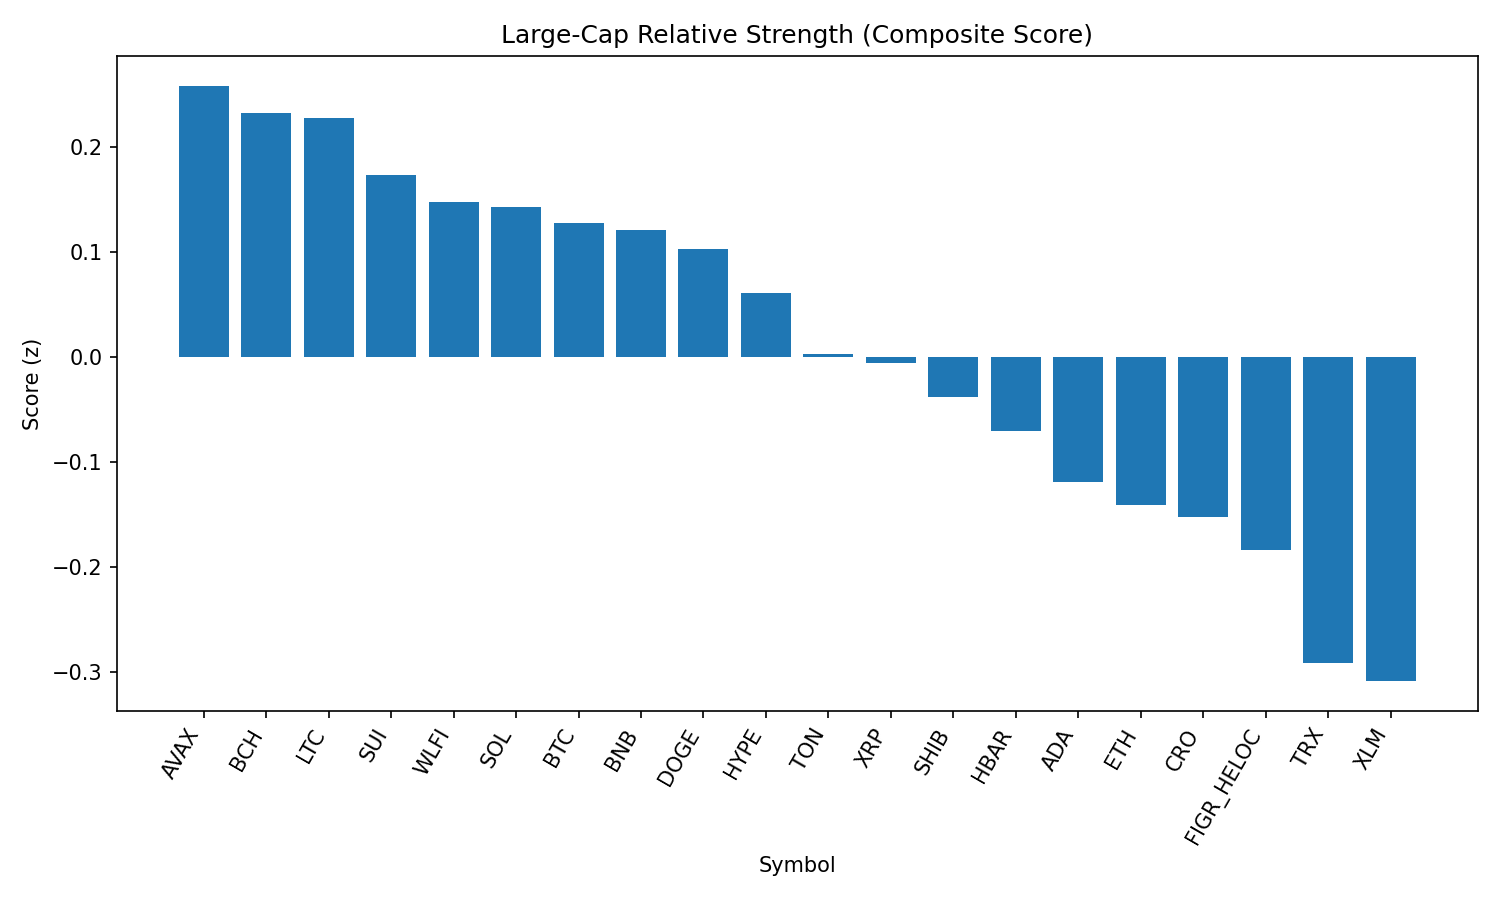 Large-Cap Relative Strength (Composite Score)
Score (z)
0.2
0.1
0.0
−0.1
−0.2
−0.3
AVAX
BCH
LTC
SUI
WLFI
SOL
BTC
BNB
DOGE
HYPE
TON
XRP
SHIB
HBAR
ADA
ETH
CRO
FIGR_HELOC
TRX
XLM
Symbol